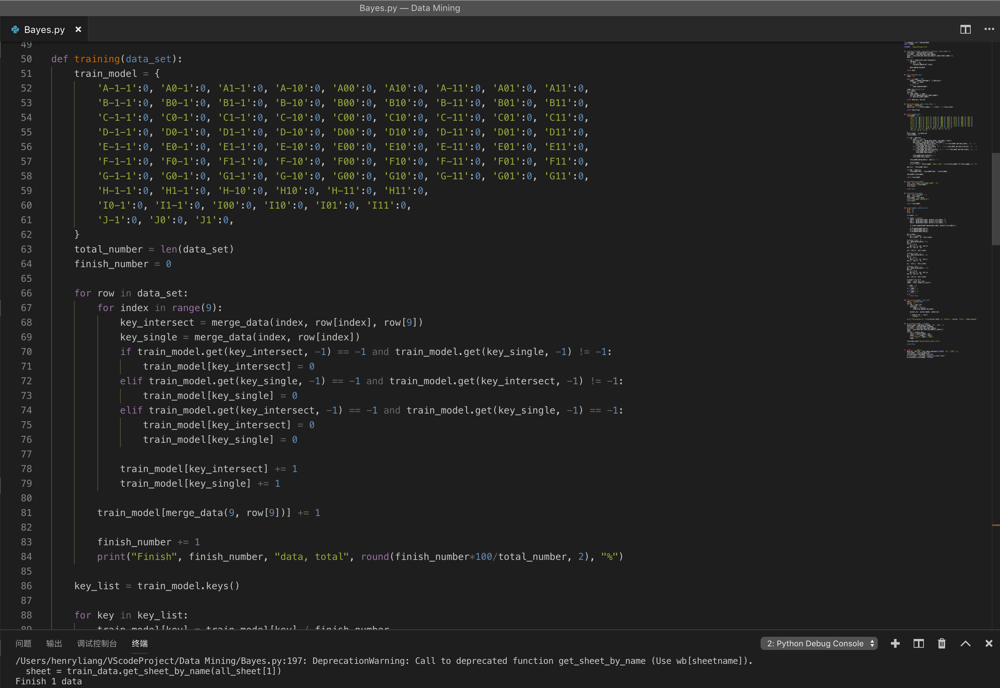 Bayes.py — Data Mining
Bayes.py
49
50 def training(data_set):
51     train_model = {
52         'A-1-1':0, 'A0-1':0, 'A1-1':0, 'A-10':0, 'A00':0, 'A10':0, 'A-11':0, 'A01':0, 'A11':0,
53         'B-1-1':0, 'B0-1':0, 'B1-1':0, 'B-10':0, 'B00':0, 'B10':0, 'B-11':0, 'B01':0, 'B11':0,
54         'C-1-1':0, 'C0-1':0, 'C1-1':0, 'C-10':0, 'C00':0, 'C10':0, 'C-11':0, 'C01':0, 'C11':0,
55         'D-1-1':0, 'D0-1':0, 'D1-1':0, 'D-10':0, 'D00':0, 'D10':0, 'D-11':0, 'D01':0, 'D11':0,
56         'E-1-1':0, 'E0-1':0, 'E1-1':0, 'E-10':0, 'E00':0, 'E10':0, 'E-11':0, 'E01':0, 'E11':0,
57         'F-1-1':0, 'F0-1':0, 'F1-1':0, 'F-10':0, 'F00':0, 'F10':0, 'F-11':0, 'F01':0, 'F11':0,
58         'G-1-1':0, 'G0-1':0, 'G1-1':0, 'G-10':0, 'G00':0, 'G10':0, 'G-11':0, 'G01':0, 'G11':0,
59         'H-1-1':0, 'H1-1':0, 'H-10':0, 'H10':0, 'H-11':0, 'H11':0,
60         'I0-1':0, 'I1-1':0, 'I00':0, 'I10':0, 'I01':0, 'I11':0,
61         'J-1':0, 'J0':0, 'J1':0,
62     }
63     total_number = len(data_set)
64     finish_number = 0
65
66     for row in data_set:
67         for index in range(9):
68             key_intersect = merge_data(index, row[index], row[9])
69             key_single = merge_data(index, row[index])
70             if train_model.get(key_intersect, -1) == -1 and train_model.get(key_single, -1) != -1:
71                 train_model[key_intersect] = 0
72             elif train_model.get(key_single, -1) == -1 and train_model.get(key_intersect, -1) != -1:
73                 train_model[key_single] = 0
74             elif train_model.get(key_intersect, -1) == -1 and train_model.get(key_single, -1) == -1:
75                 train_model[key_intersect] = 0
76                 train_model[key_single] = 0
77
78             train_model[key_intersect] += 1
79             train_model[key_single] += 1
80
81         train_model[merge_data(9, row[9])] += 1
82
83         finish_number += 1
84         print("Finish", finish_number, "data, total", round(finish_number*100/total_number, 2), "%")
85
86     key_list = train_model.keys()
87
88     for key in key_list:
89         train_model[key] = train_model[key] / finish_number
问题 输出 调试控制台 终端 2: Python Debug Console
/Users/henryliang/VScodeProject/Data Mining/Bayes.py:197: DeprecationWarning: Call to deprecated function get_sheet_by_name (Use wb[sheetname]).
  sheet = train_data.get_sheet_by_name(all_sheet[1])
Finish 1 data